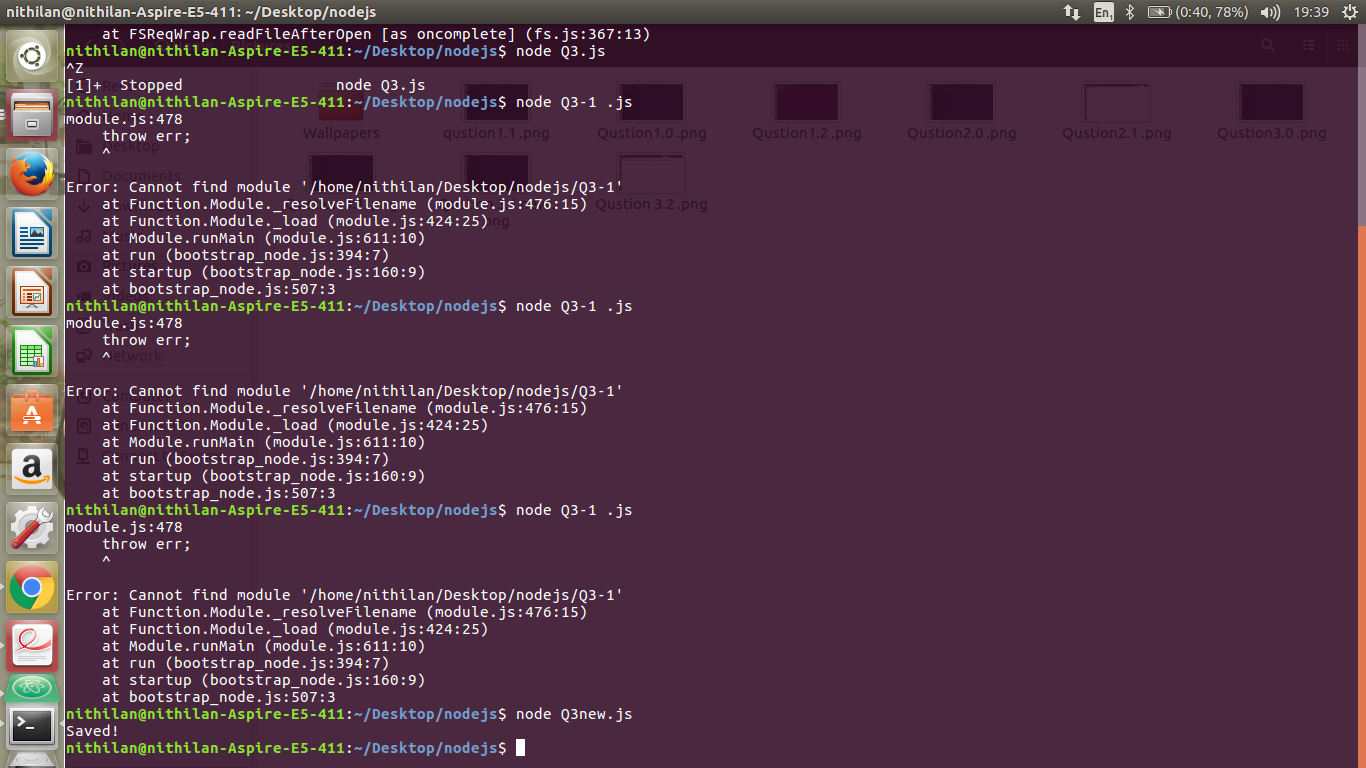 nithilan@nithilan-Aspire-E5-411: ~/Desktop/nodejs
En
(0:40, 78%)
19:39
    at FSReqWrap.readFileAfterOpen [as oncomplete] (fs.js:367:13)
nithilan@nithilan-Aspire-E5-411:~/Desktop/nodejs$ node Q3.js
^Z
[1]+  Stopped                 node Q3.js
nithilan@nithilan-Aspire-E5-411:~/Desktop/nodejs$ node Q3-1 .js
module.js:478
    throw err;
    ^
Error: Cannot find module '/home/nithilan/Desktop/nodejs/Q3-1'
    at Function.Module._resolveFilename (module.js:476:15)
    at Function.Module._load (module.js:424:25)
    at Module.runMain (module.js:611:10)
    at run (bootstrap_node.js:394:7)
    at startup (bootstrap_node.js:160:9)
    at bootstrap_node.js:507:3
nithilan@nithilan-Aspire-E5-411:~/Desktop/nodejs$ node Q3-1 .js
module.js:478
    throw err;
    ^
Error: Cannot find module '/home/nithilan/Desktop/nodejs/Q3-1'
    at Function.Module._resolveFilename (module.js:476:15)
    at Function.Module._load (module.js:424:25)
    at Module.runMain (module.js:611:10)
    at run (bootstrap_node.js:394:7)
    at startup (bootstrap_node.js:160:9)
    at bootstrap_node.js:507:3
nithilan@nithilan-Aspire-E5-411:~/Desktop/nodejs$ node Q3-1 .js
module.js:478
    throw err;
    ^
Error: Cannot find module '/home/nithilan/Desktop/nodejs/Q3-1'
    at Function.Module._resolveFilename (module.js:476:15)
    at Function.Module._load (module.js:424:25)
    at Module.runMain (module.js:611:10)
    at run (bootstrap_node.js:394:7)
    at startup (bootstrap_node.js:160:9)
    at bootstrap_node.js:507:3
nithilan@nithilan-Aspire-E5-411:~/Desktop/nodejs$ node Q3new.js
Saved!
nithilan@nithilan-Aspire-E5-411:~/Desktop/nodejs$
Wallpapers
qustion1.1 .png
Qustion1.0 .png
Qustion1.2 .png
Qustion2.0 .png
Qustion2.1 .png
Qustion3.0 .png
Qustion 3.2 .png
Desktop
Documents
Network